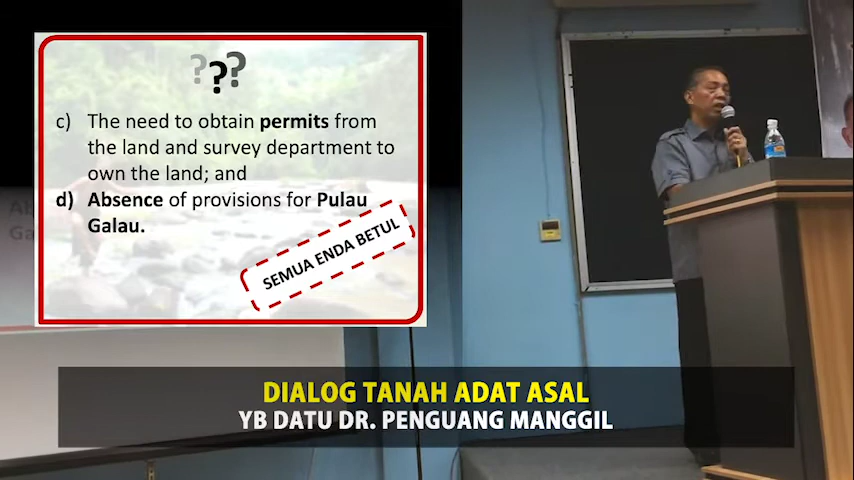 ???
c) The need to obtain permits from
the land and survey department to
own the land; and
d) Absence of provisions for Pulau
Galau.
SEMUA ENDA BETUL
DIALOG TANAH ADAT ASAL
YB DATU DR. PENGUANG MANGGIL